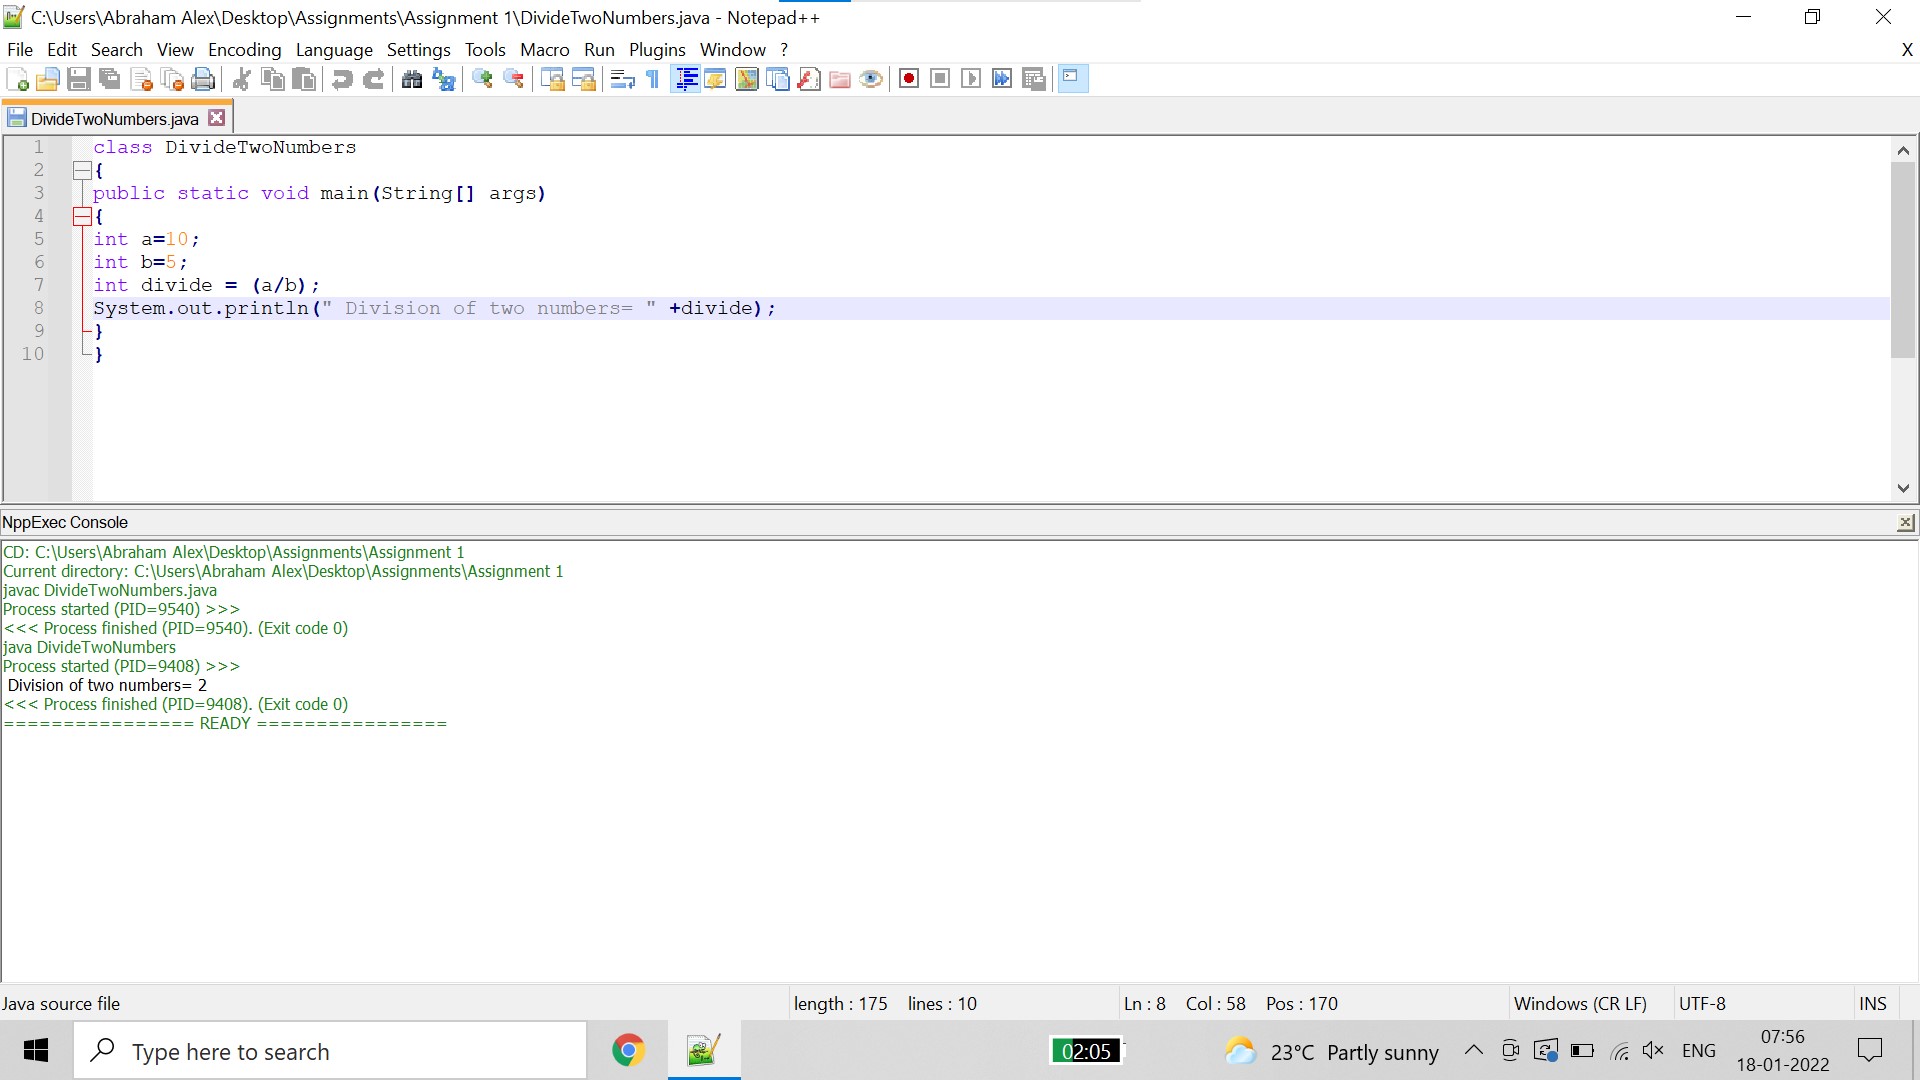 C:\Users\Abraham Alex\Desktop\Assignments\Assignment 1\DivideTwoNumbers.java - Notepad++
File Edit Search View Encoding Language Settings Tools Macro Run Plugins Window ? X
DivideTwoNumbers.java
1 class DivideTwoNumbers
2 {
3 public static void main(String[] args)
4 {
5 int a=10;
6 int b=5;
7 int divide = (a/b);
8 System.out.println(" Division of two numbers= " +divide);
9 }
10 }
NppExec Console
CD: C:\Users\Abraham Alex\Desktop\Assignments\Assignment 1
Current directory: C:\Users\Abraham Alex\Desktop\Assignments\Assignment 1
javac DivideTwoNumbers.java
Process started (PID=9540) >>>
<<< Process finished (PID=9540). (Exit code 0)
java DivideTwoNumbers
Process started (PID=9408) >>>
Division of two numbers= 2
<<< Process finished (PID=9408). (Exit code 0)
================ READY ================
Java source file length : 175 lines : 10 Ln : 8 Col : 58 Pos : 170 Windows (CR LF) UTF-8 INS
Type here to search 02:05 23°C Partly sunny ENG 07:56
18-01-2022